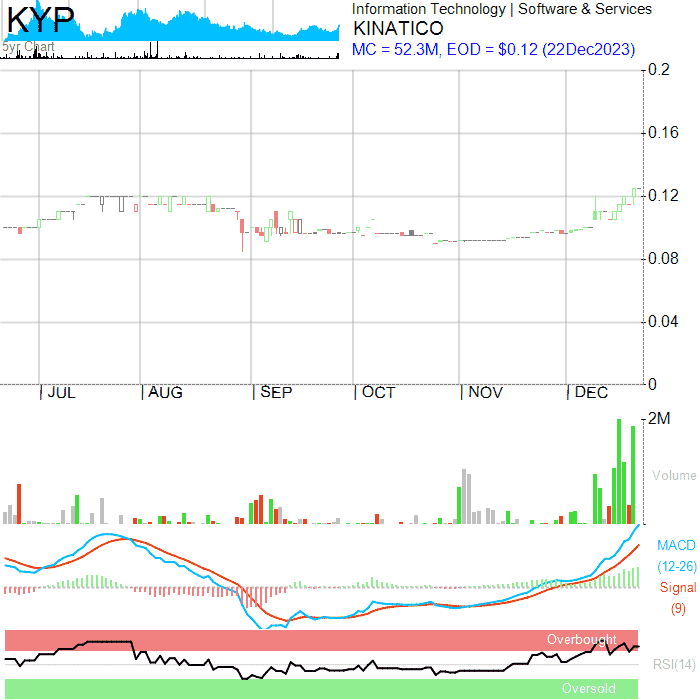 KYP
5yr Chart
Information Technology | Software & Services
KINATICO
MC = 52.3M, EOD = $0.12 (22Dec2023)
0.2
0.16
0.12
0.08
0.04
0
| JUL | AUG | SEP | OCT | NOV | DEC
2M
Volume
MACD
(12-26)
Signal
(9)
Overbought
RSI(14)
Oversold